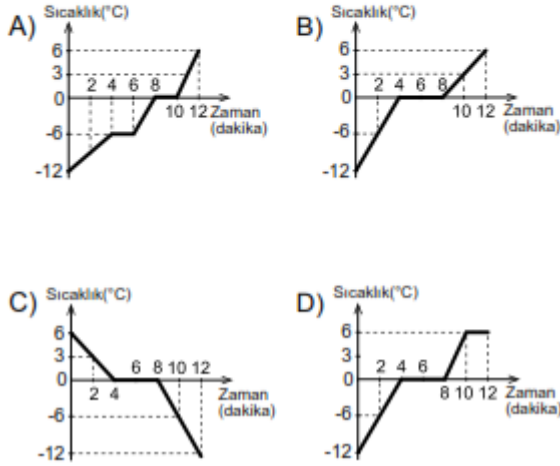 A) Sıcaklık(°C)
6
3
0
-6
-12
2 4 6 8
10 12
Zaman
(dakika)
B) Sıcaklık(°C)
6
3
0
-6
-12
2 4 6 8
10 12
Zaman
(dakika)
C) Sıcaklık(°C)
6
3
0
-6
-12
6 8 10 12
2 4
Zaman
(dakika)
D) Sıcaklık(°C)
6
3
0
-6
-12
2 4 6
8 10 12
Zaman
(dakika)